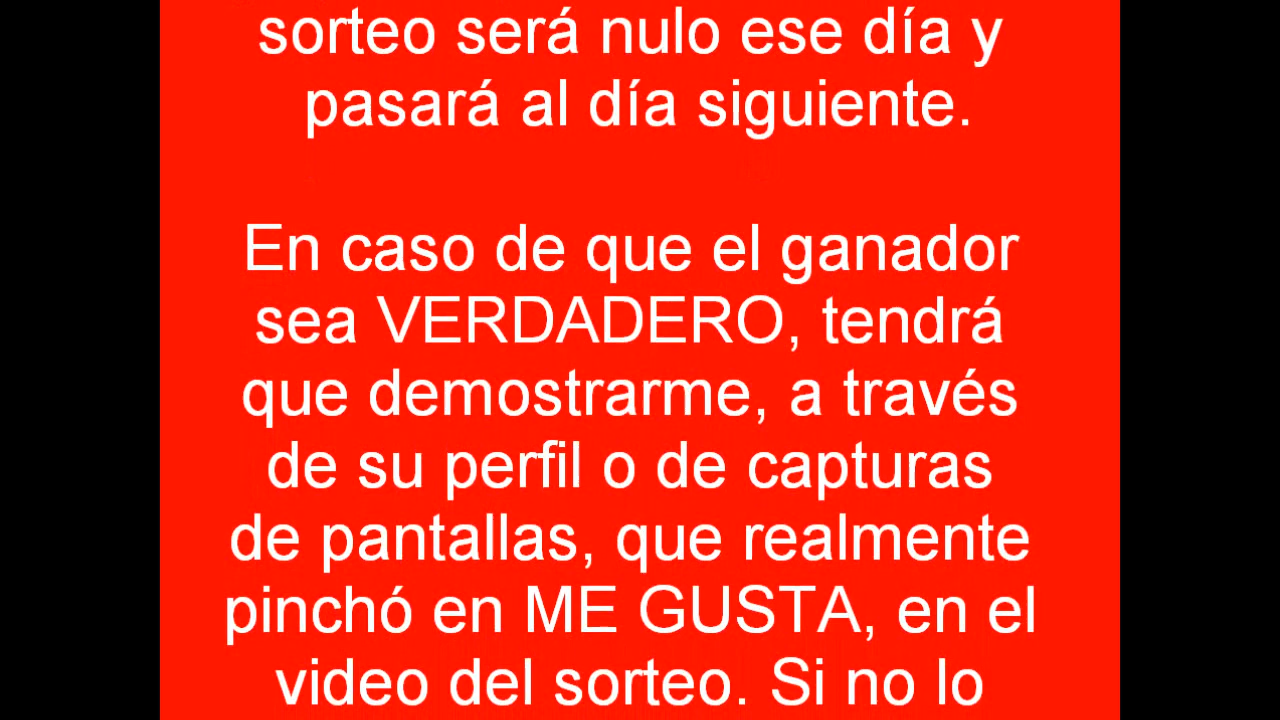 sorteo será nulo ese día y
pasará al día siguiente.
En caso de que el ganador
sea VERDADERO, tendrá
que demostrarme, a través
de su perfil o de capturas
de pantallas, que realmente
pinchó en ME GUSTA, en el
video del sorteo. Si no lo